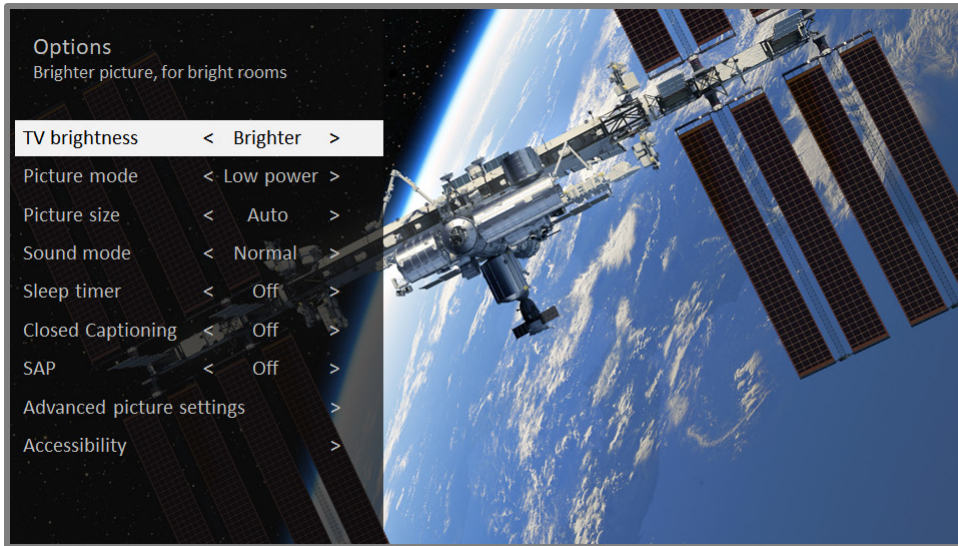 Options
Brighter picture, for bright rooms
TV brightness < Brighter >
Picture mode < Low power >
Picture size < Auto >
Sound mode < Normal >
Sleep timer < Off >
Closed Captioning < Off >
SAP < Off >
Advanced picture settings >
Accessibility >